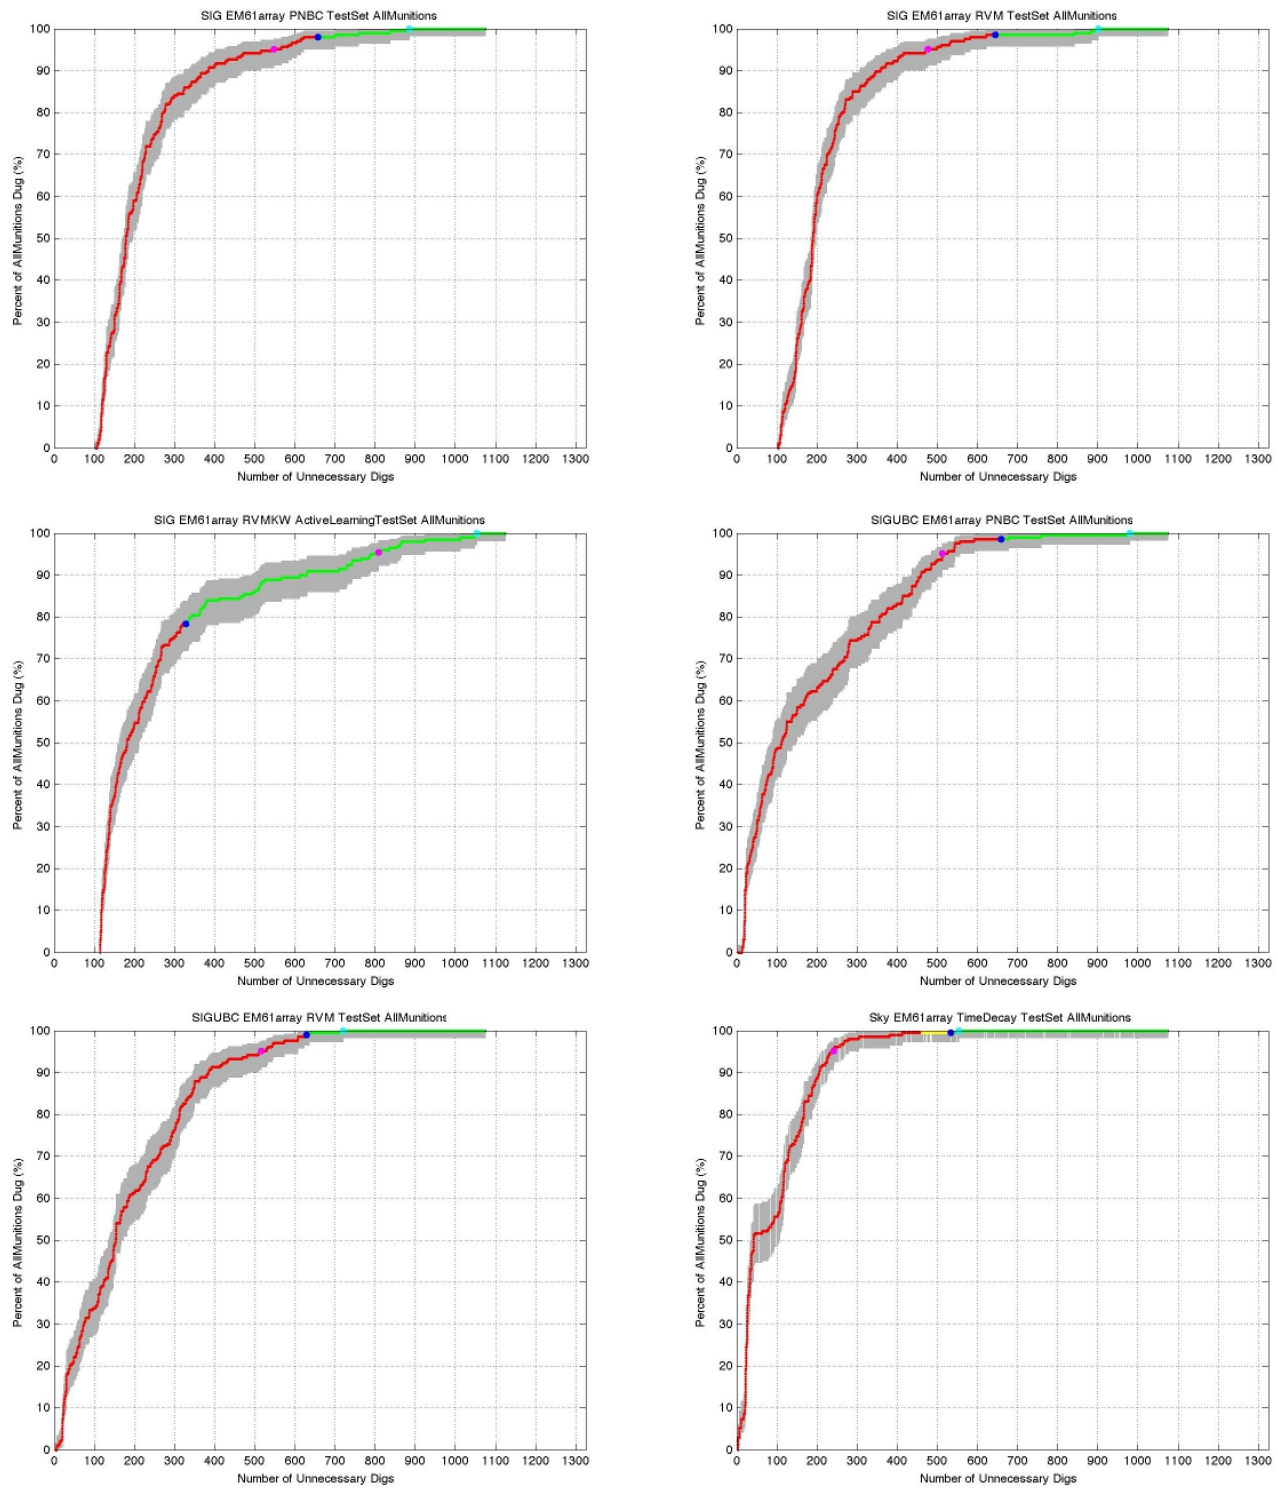 SIG EM61array PNBC TestSet AllMunitions
Percent of AllMunitions Dug (%)
100
90
80
70
60
50
40
30
20
10
0
0 100 200 300 400 500 600 700 800 900 1000 1100 1200 1300
Number of Unnecessary Digs
SIG EM61array RVM TestSet AllMunitions
Percent of AllMunitions Dug (%)
100
90
80
70
60
50
40
30
20
10
0
0 100 200 300 400 500 600 700 800 900 1000 1100 1200 1300
Number of Unnecessary Digs
SIG EM61array RVMKW ActiveLearningTestSet AllMunitions
Percent of AllMunitions Dug (%)
100
90
80
70
60
50
40
30
20
10
0
0 100 200 300 400 500 600 700 800 900 1000 1100 1200 1300
Number of Unnecessary Digs
SIGUBC EM61array PNBC TestSet AllMunitions
Percent of AllMunitions Dug (%)
100
90
80
70
60
50
40
30
20
10
0
0 100 200 300 400 500 600 700 800 900 1000 1100 1200 1300
Number of Unnecessary Digs
SIGUBC EM61array RVM TestSet AllMunitions
Percent of AllMunitions Dug (%)
100
90
80
70
60
50
40
30
20
10
0
0 100 200 300 400 500 600 700 800 900 1000 1100 1200 1300
Number of Unnecessary Digs
Sky EM61array TimeDecay TestSet AllMunitions
Percent of AllMunitions Dug (%)
100
90
80
70
60
50
40
30
20
10
0
0 100 200 300 400 500 600 700 800 900 1000 1100 1200 1300
Number of Unnecessary Digs